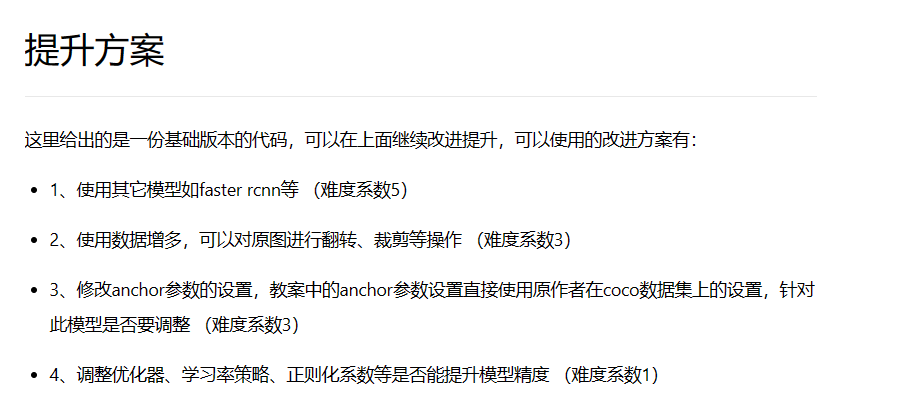 提升方案
这里给出的是一份基础版本的代码，可以在上面继续改进提升，可以使用的改进方案有：
• 1、使用其它模型如faster rcnn等 （难度系数5）
• 2、使用数据增多，可以对原图进行翻转、裁剪等操作 （难度系数3）
• 3、修改anchor参数的设置，教案中的anchor参数设置直接使用原作者在coco数据集上的设置，针对
此模型是否要调整 （难度系数3）
• 4、调整优化器、学习率策略、正则化系数等是否能提升模型精度 （难度系数1）